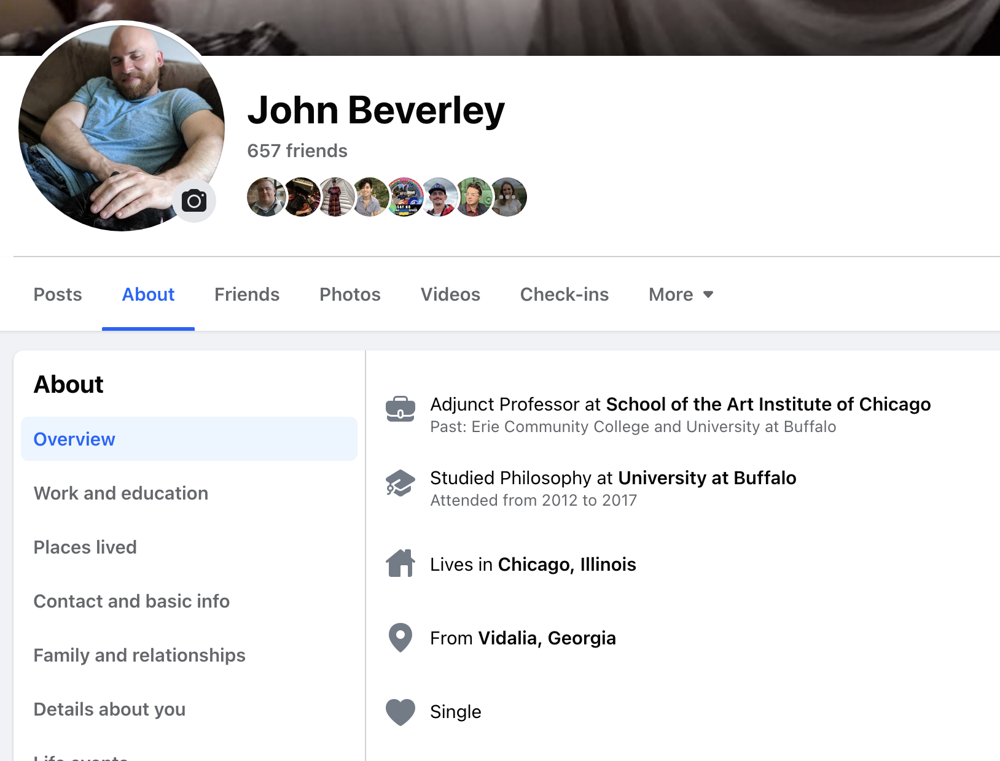 John Beverley
657 friends
SAY NO
Posts About Friends Photos Videos Check-ins More
About
Overview
Work and education
Places lived
Contact and basic info
Family and relationships
Details about you
Life events
Adjunct Professor at School of the Art Institute of Chicago
Past: Erie Community College and University at Buffalo
Studied Philosophy at University at Buffalo
Attended from 2012 to 2017
Lives in Chicago, Illinois
From Vidalia, Georgia
Single